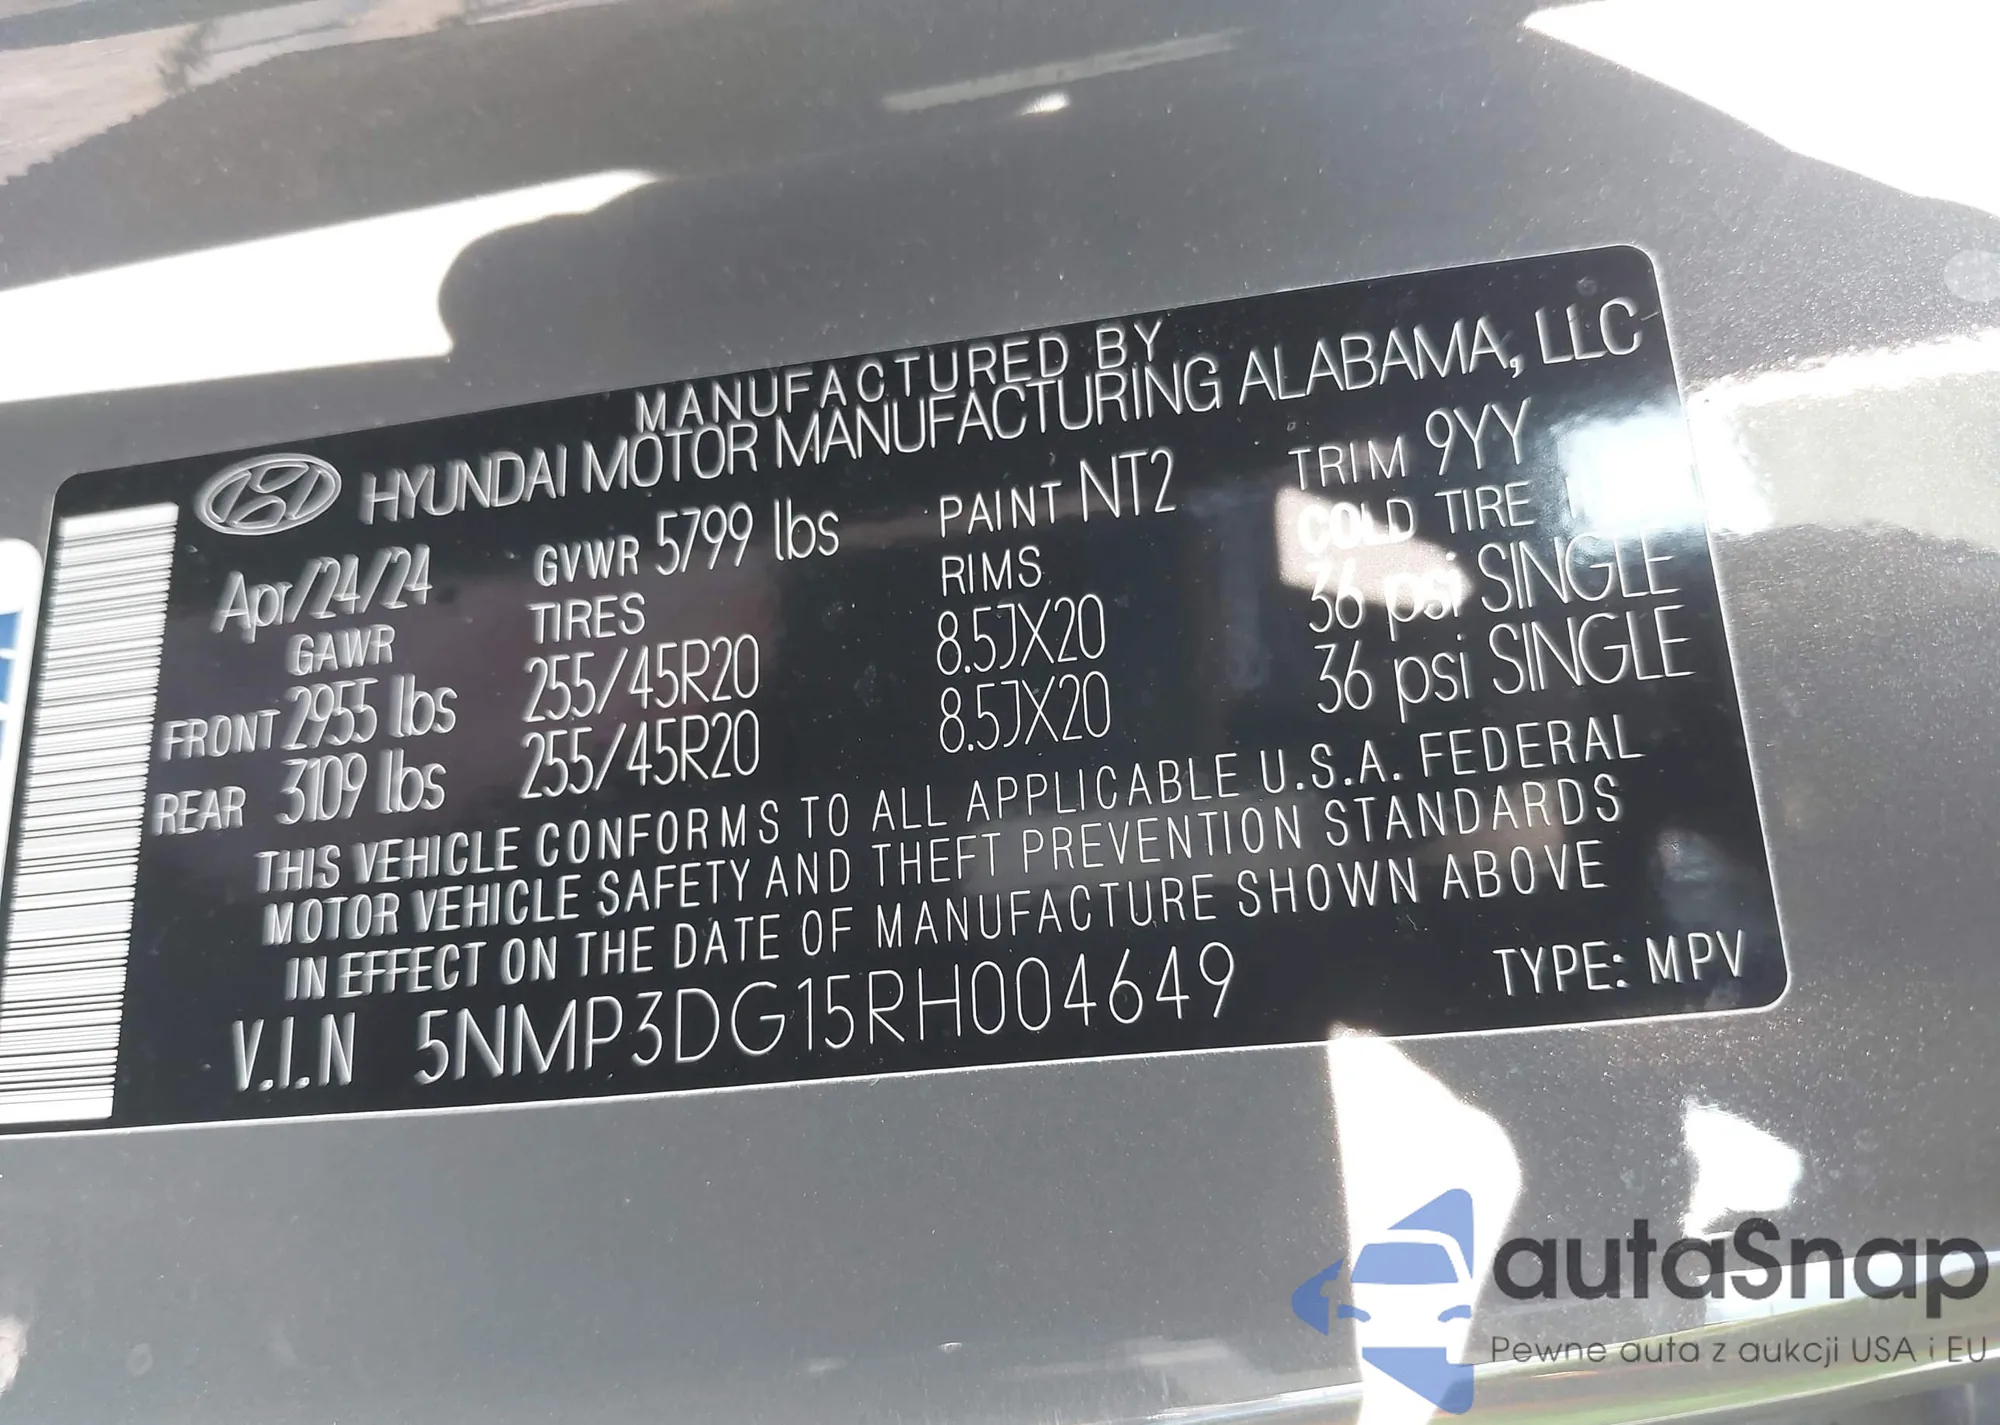 MANUFACTURED BY
HYUNDAI MOTOR MANUFACTURING ALABAMA, LLC
Apr/24/24 GVWR 5799 lbs PAINT NT2 TRIM 9YY
GAWR TIRES RIMS COLD TIRE
FRONT 2955 lbs 255/45R20 8.5JX20 36 psi SINGLE
REAR 3109 lbs 255/45R20 8.5JX20 36 psi SINGLE
THIS VEHICLE CONFORMS TO ALL APPLICABLE U.S.A. FEDERAL
MOTOR VEHICLE SAFETY AND THEFT PREVENTION STANDARDS
IN EFFECT ON THE DATE OF MANUFACTURE SHOWN ABOVE
V.I.N 5NMP3DG15RH004649 TYPE: MPV
autaSnap
Pewne auta z aukcji USA i EU